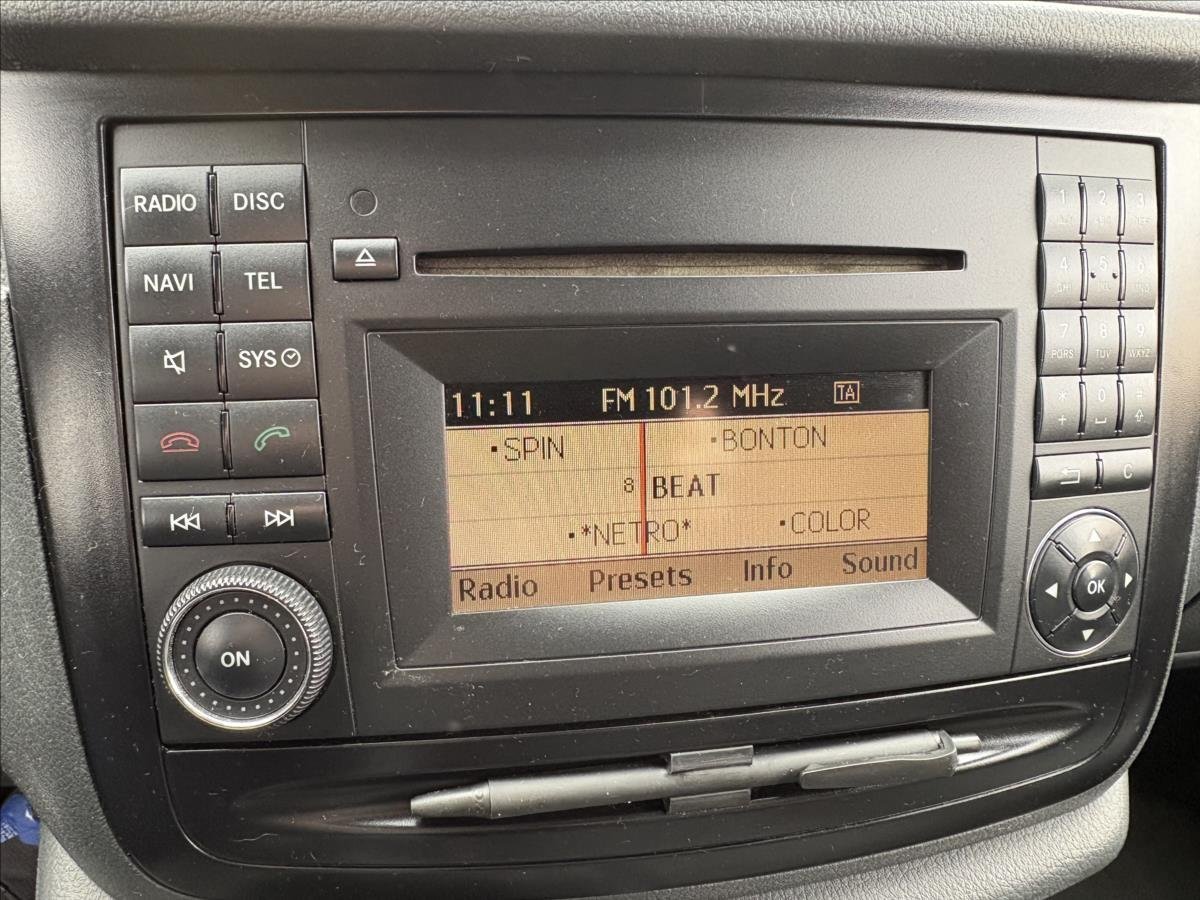 RADIO DISC
NAVI TEL
SYS
ON
11:11 FM 101.2 MHz TA
SPIN BONTON
8 BEAT
*NETRO* COLOR
Radio Presets Info Sound
1 2 3
4 5 6
7 8 9
PQRS TUV WXYZ
* 0 #
+
C
OK